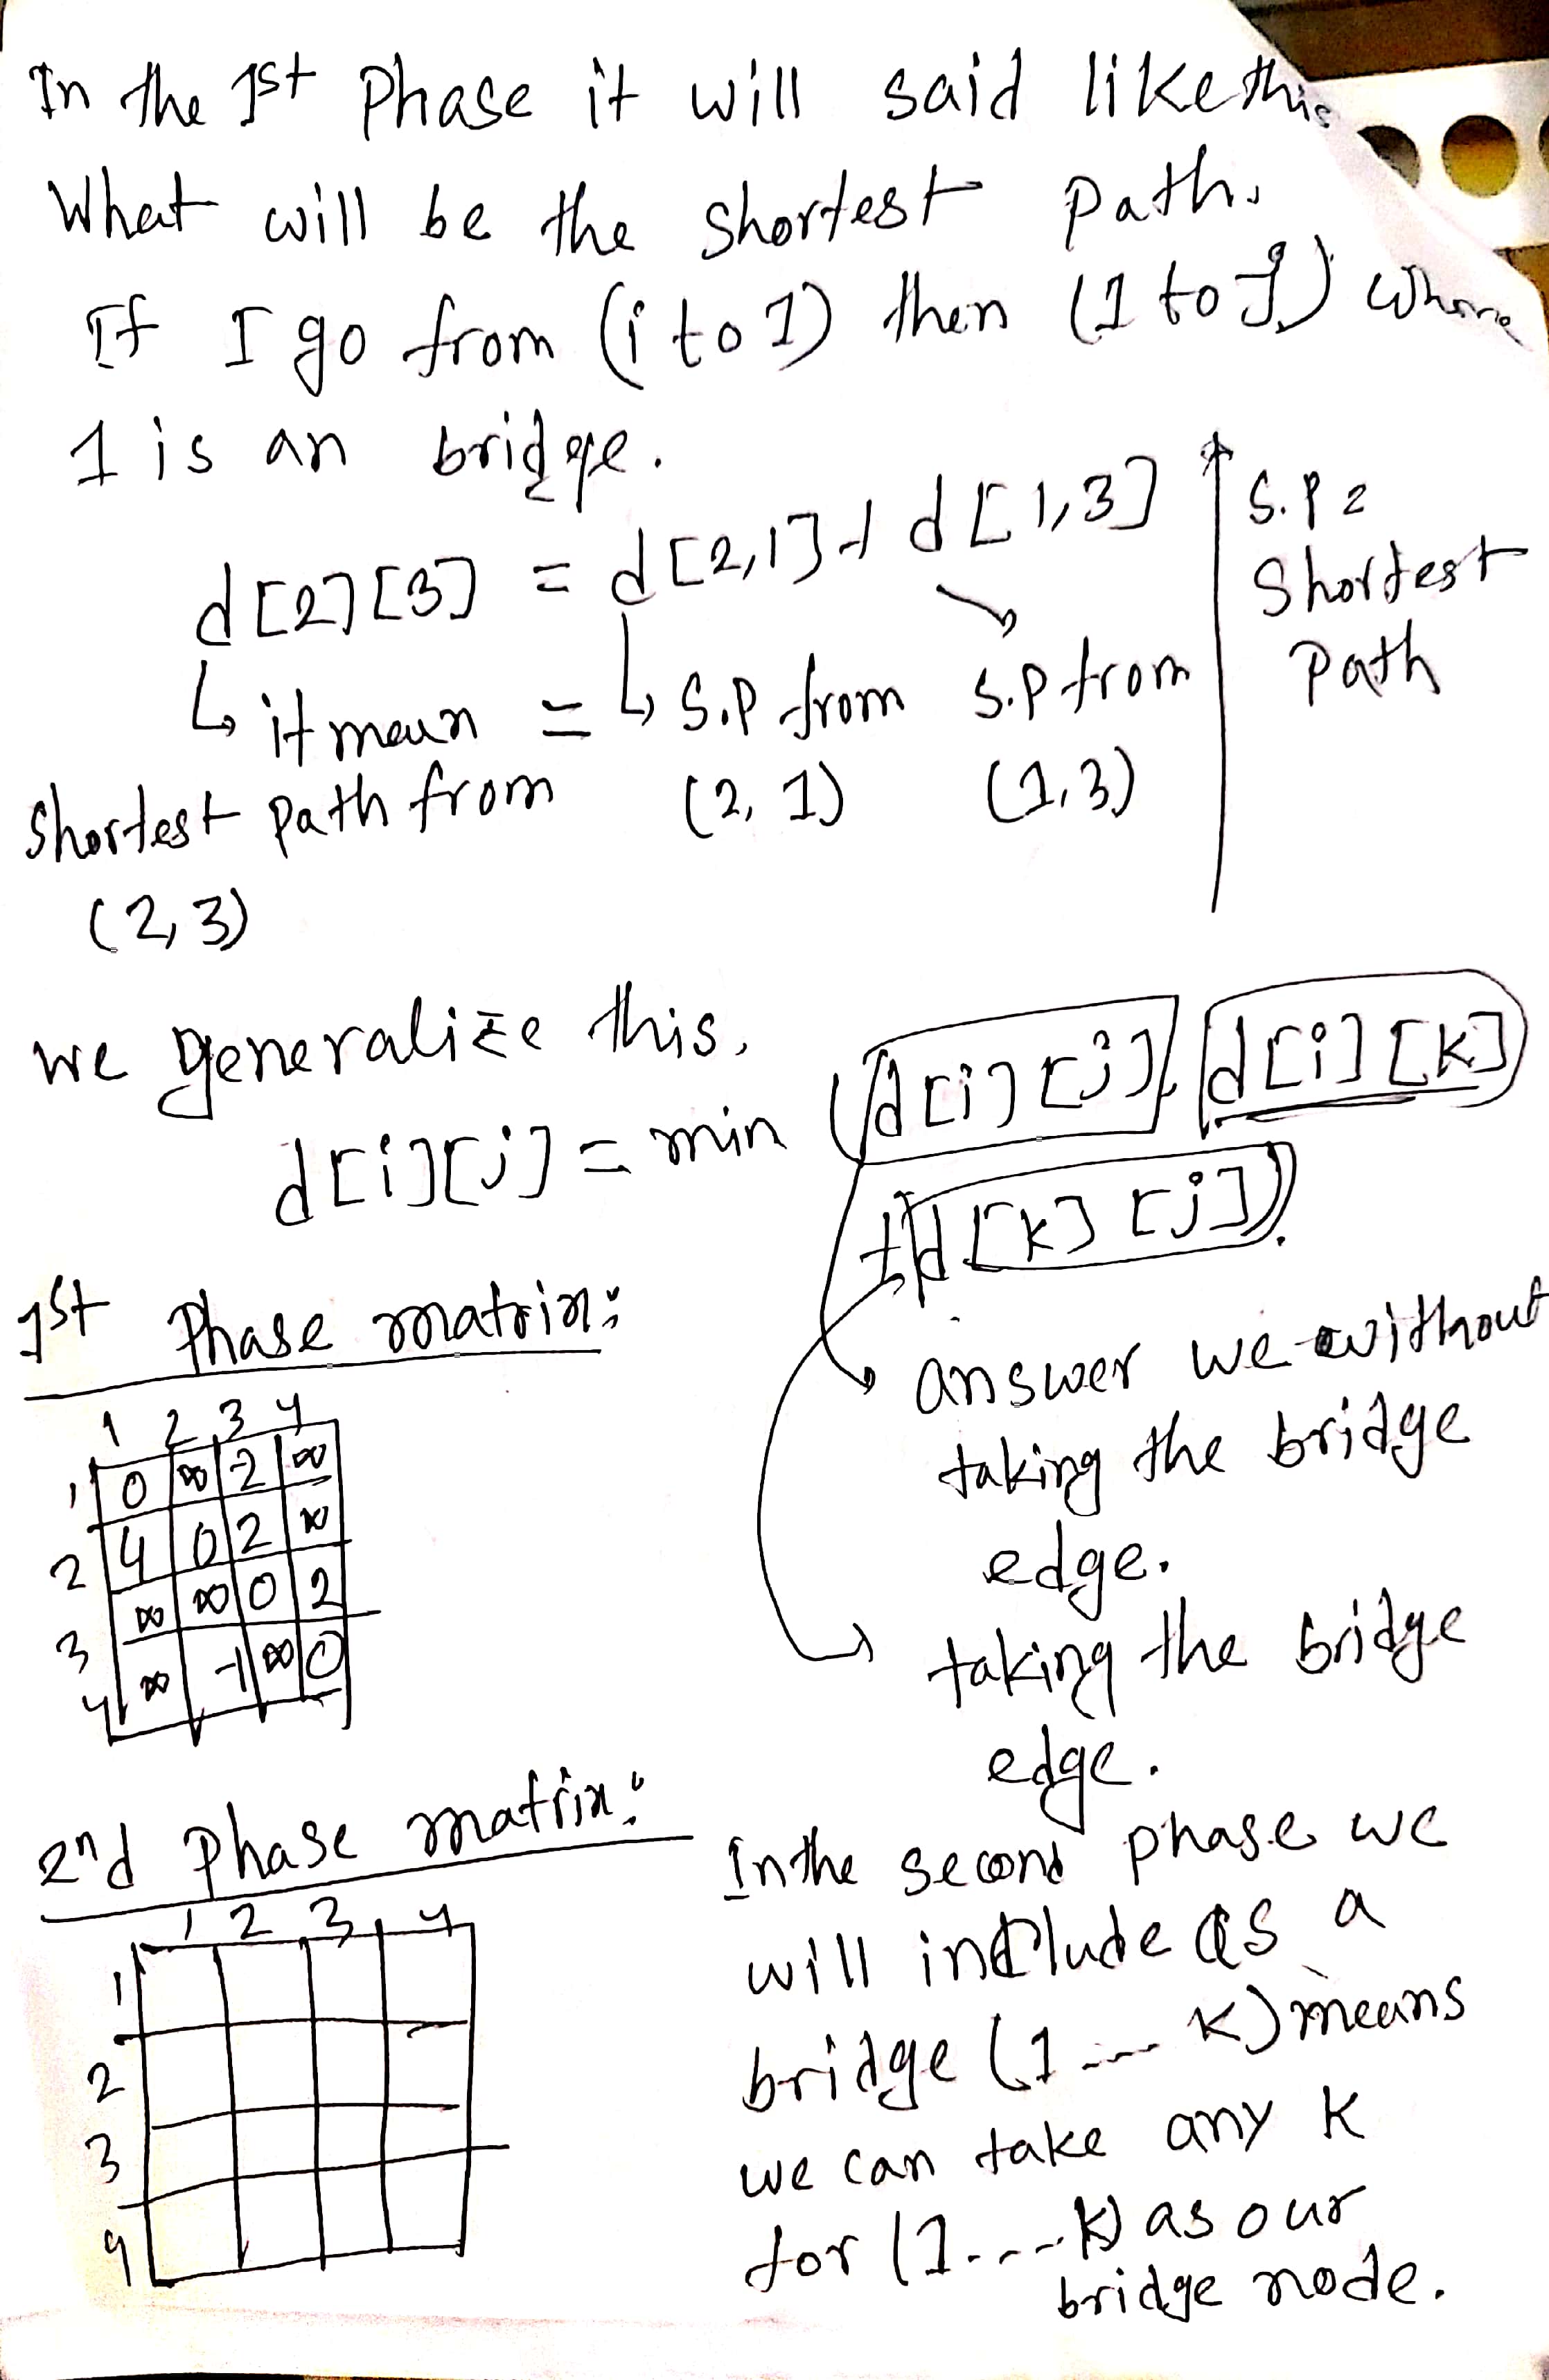 In the 1st Phase it will said like this
What will be the shortest path.
If I go from (i to 1) then (1 to j) where
1 is an bridge.
d[2][3] = d[2,1] + d[1,3]
↳ it mean = ↳ S.P from S.P from
shortest path from (2, 1) (1,3)
(2,3)
S.P =
Shortest
Path
we generalize this.
d[i][j] = min (d[i][j], d[i][k]
+ d[k][j]).
answer we without
taking the bridge
edge.
taking the bridge
edge.
1st Phase matrix:
1 2 3 4
1 0 ∞ -2 ∞
2 4 0 2 ∞
3 ∞ ∞ 0 2
4 ∞ -1 ∞ 0
2nd Phase matrix:
1 2 3 4
1
2
3
4
In the second phase we
will include as a
bridge (1 --- K) means
we can take any K
for (1 --- K) as our
bridge node.